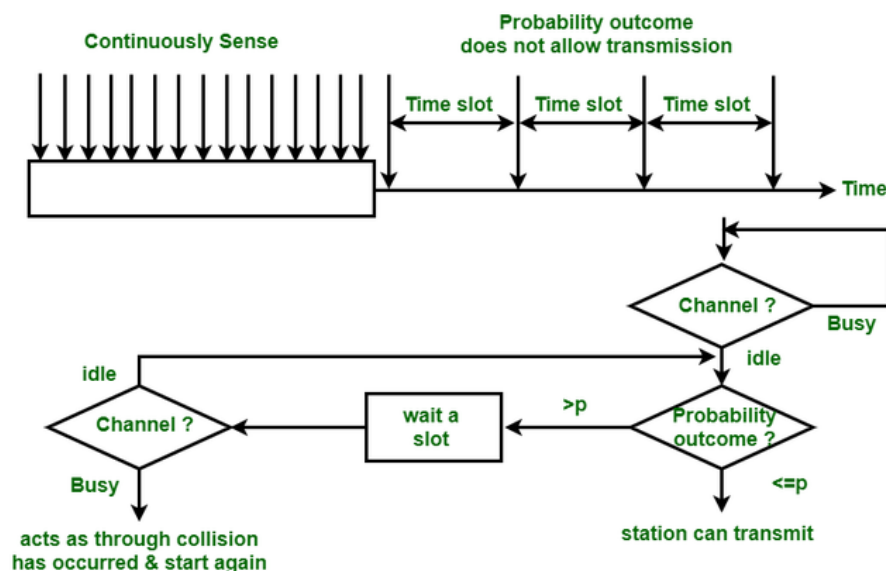 Continuously Sense
Probability outcome
does not allow transmission
Time slot
Time slot
Time slot
Time
Channel ?
Busy
idle
idle
Channel ?
wait a
slot
>p
Probability
outcome ?
Busy
<=p
acts as through collision
has occurred & start again
station can transmit